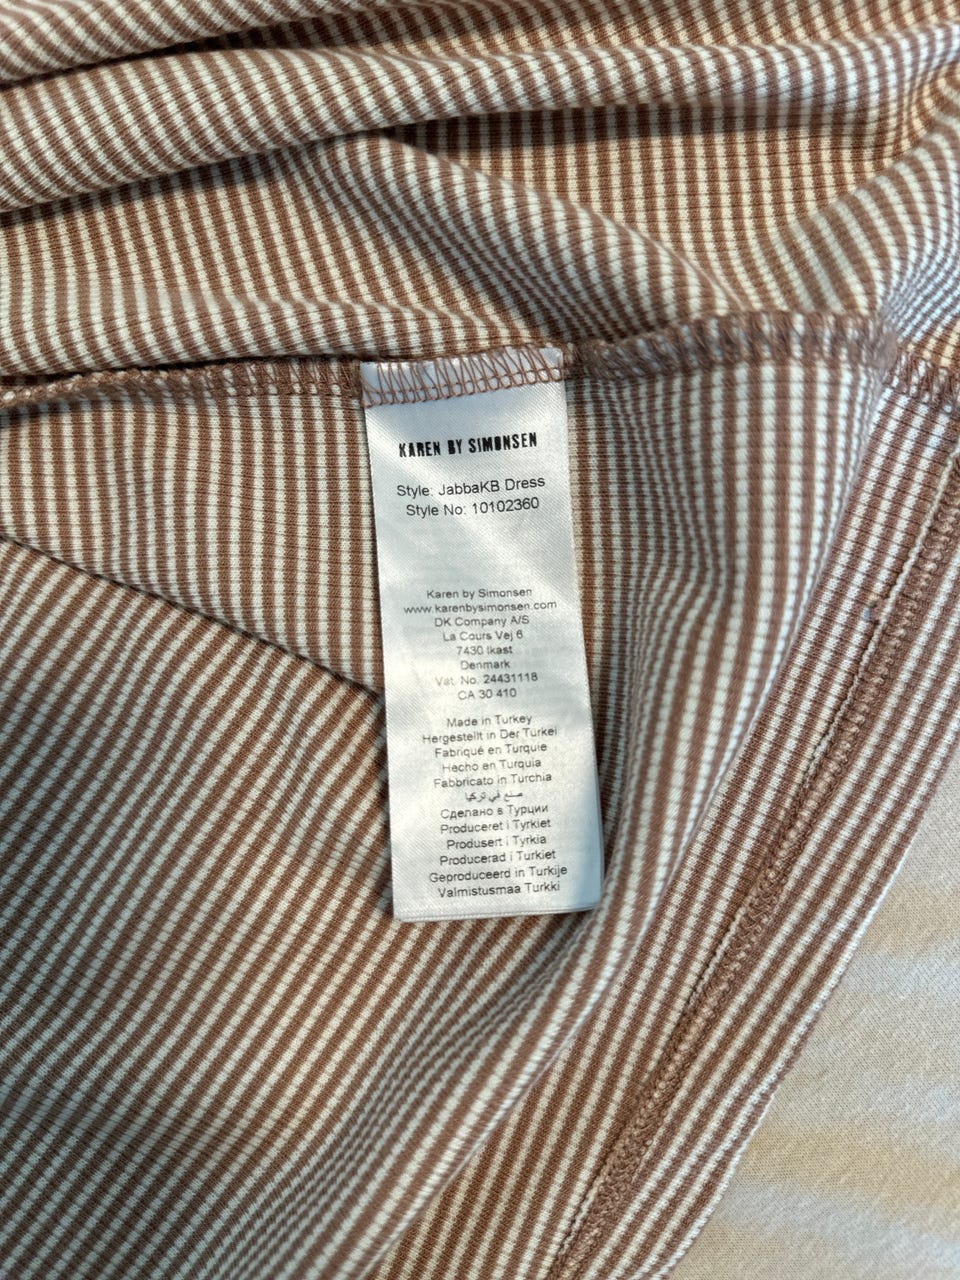 KAREN BY SIMONSEN
Style: JabbaKB Dress
Style No: 10102360
Karen by Simonsen
www.karenbysimonsen.com
DK Company A/S
La Cours Vej 6
7430 Ikast
Denmark
Vat. No. 24431118
CA 30 410
Made in Turkey
Hergestellt in Der Turkei
Fabriqué en Turquie
Hecho en Turquia
Fabbricato in Turchia
صنع في تركيا
Сделано в Турции
Produceret i Tyrkiet
Produsert i Tyrkia
Producerad i Turkiet
Geproduceerd in Turkije
Valmistusmaa Turkki